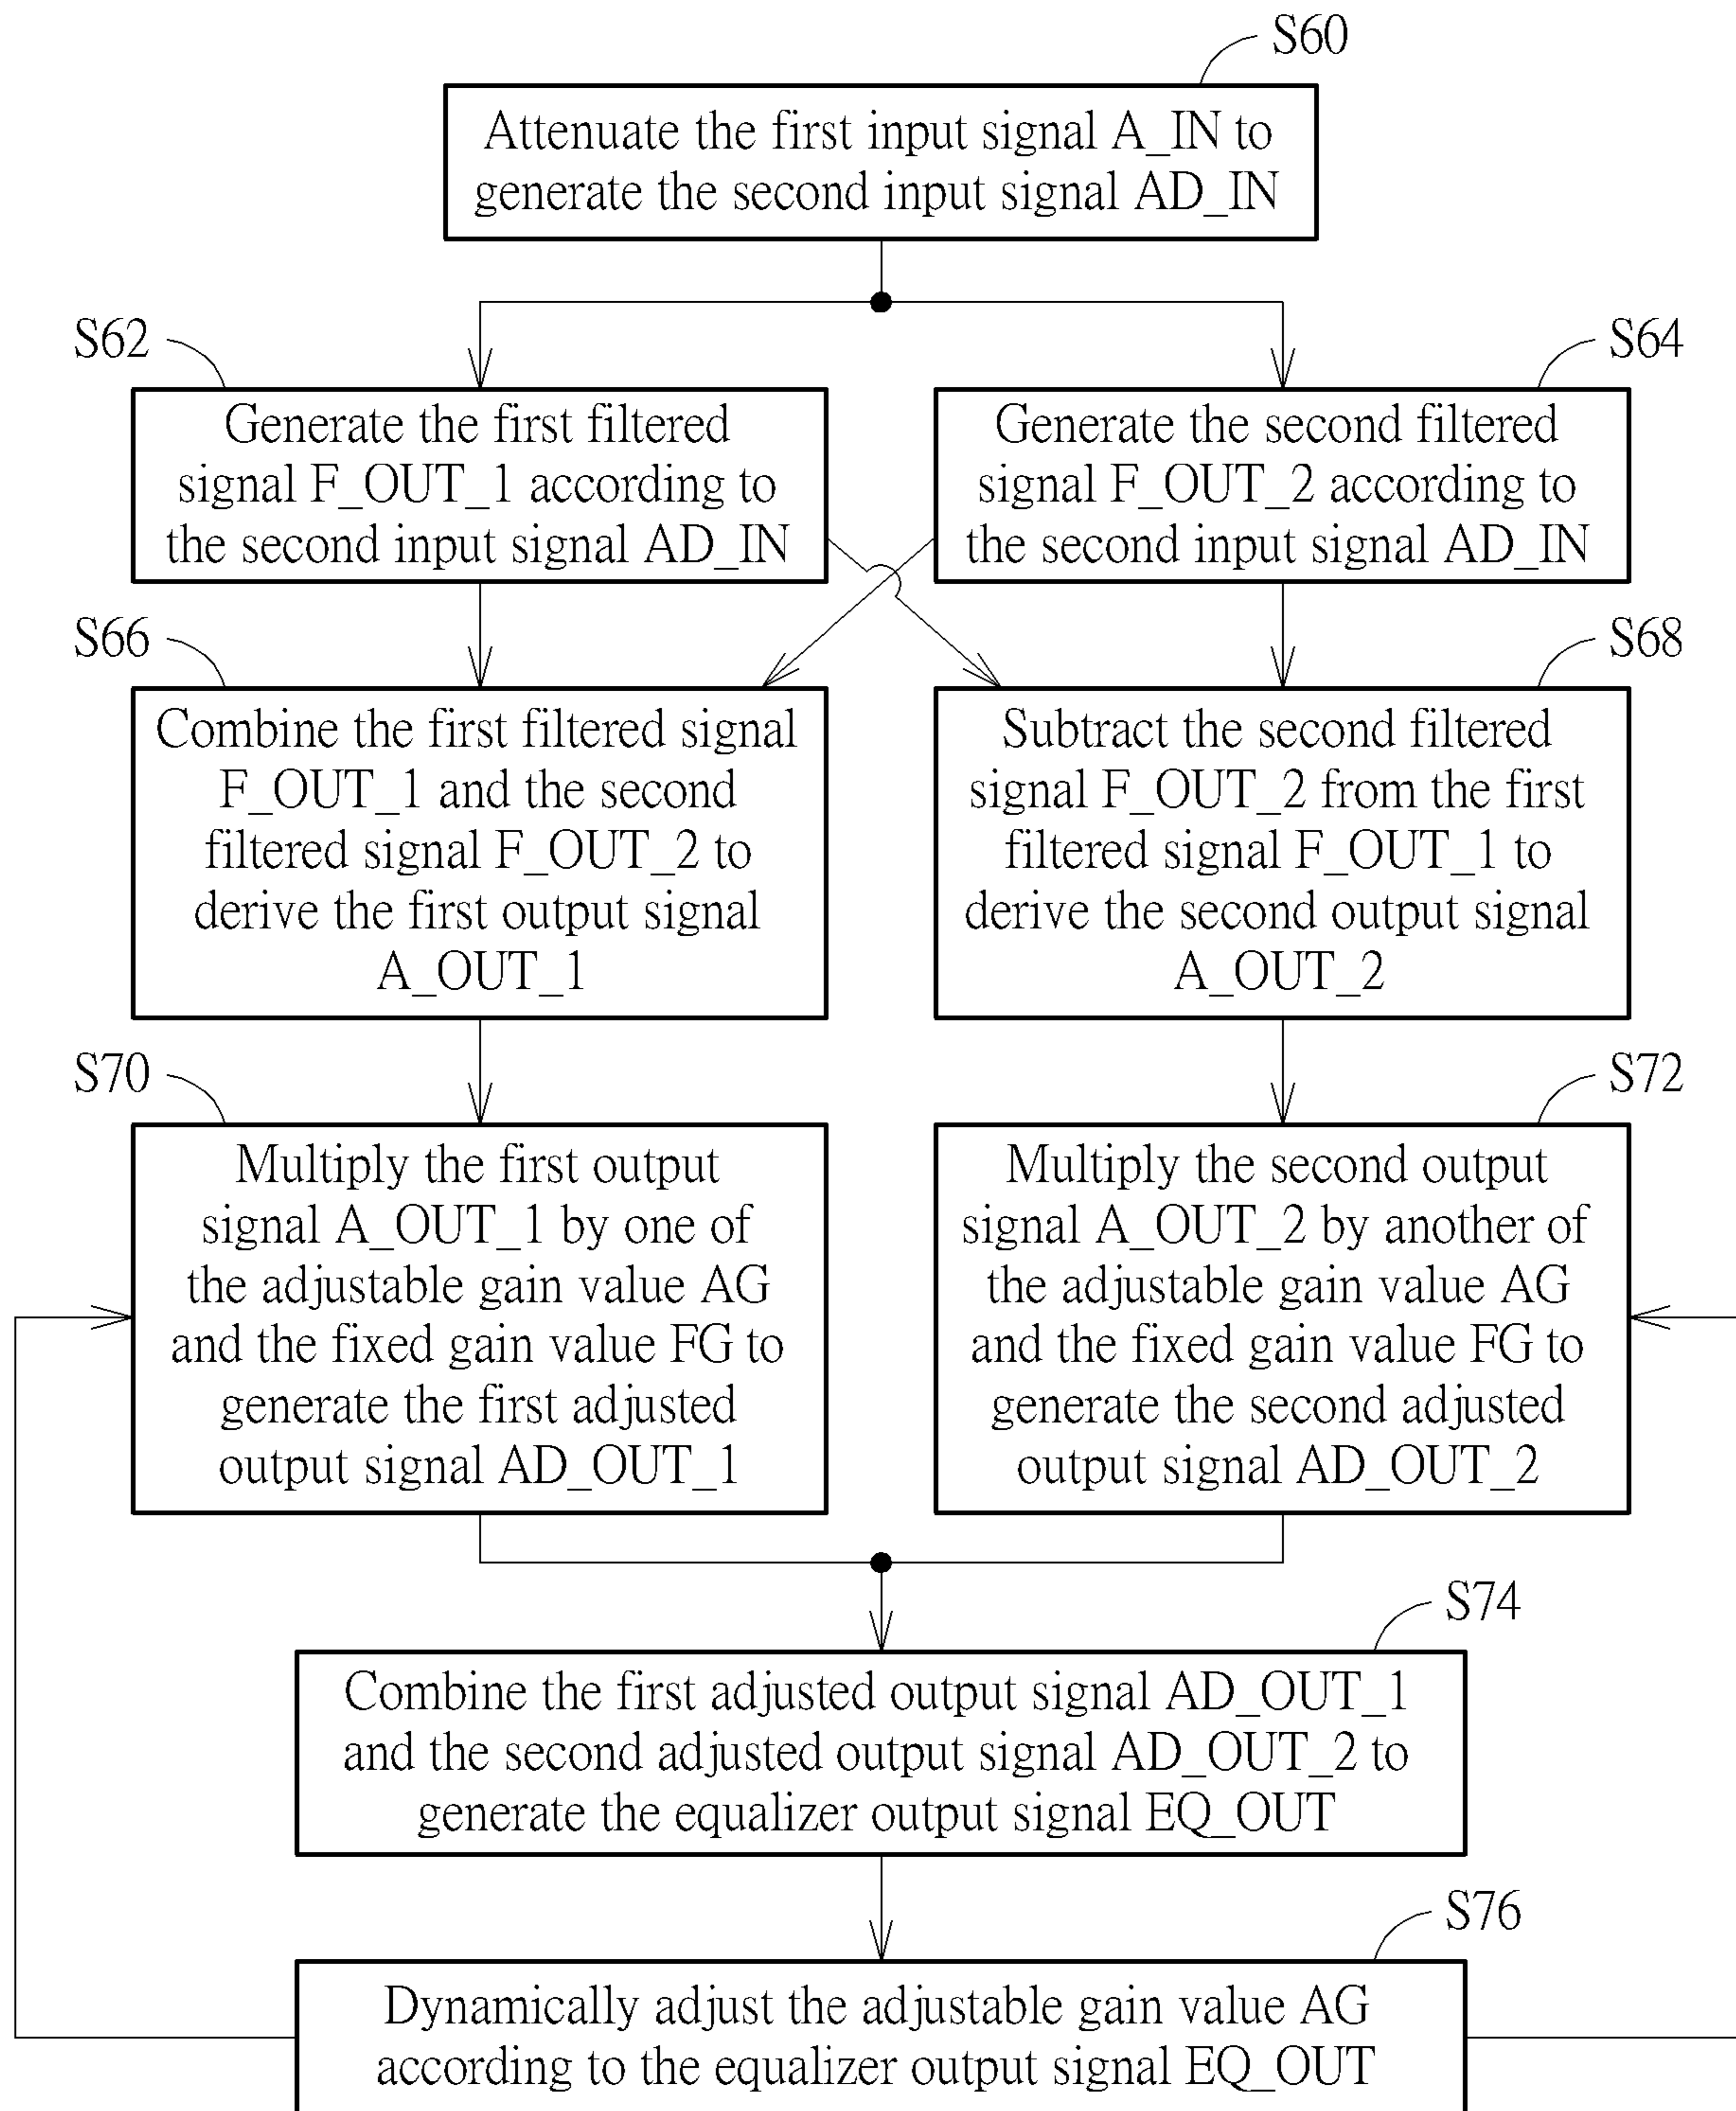 S60
Attenuate the first input signal A_IN to
generate the second input signal AD_IN
S62
Generate the first filtered
signal F_OUT_1 according to
the second input signal AD_IN
S64
Generate the second filtered
signal F_OUT_2 according to
the second input signal AD_IN
S66
Combine the first filtered signal
F_OUT_1 and the second
filtered signal F_OUT_2 to
derive the first output signal
A_OUT_1
S68
Subtract the second filtered
signal F_OUT_2 from the first
filtered signal F_OUT_1 to
derive the second output signal
A_OUT_2
S70
Multiply the first output
signal A_OUT_1 by one of
the adjustable gain value AG
and the fixed gain value FG to
generate the first adjusted
output signal AD_OUT_1
S72
Multiply the second output
signal A_OUT_2 by another of
the adjustable gain value AG
and the fixed gain value FG to
generate the second adjusted
output signal AD_OUT_2
S74
Combine the first adjusted output signal AD_OUT_1
and the second adjusted output signal AD_OUT_2 to
generate the equalizer output signal EQ_OUT
S76
Dynamically adjust the adjustable gain value AG
according to the equalizer output signal EQ_OUT